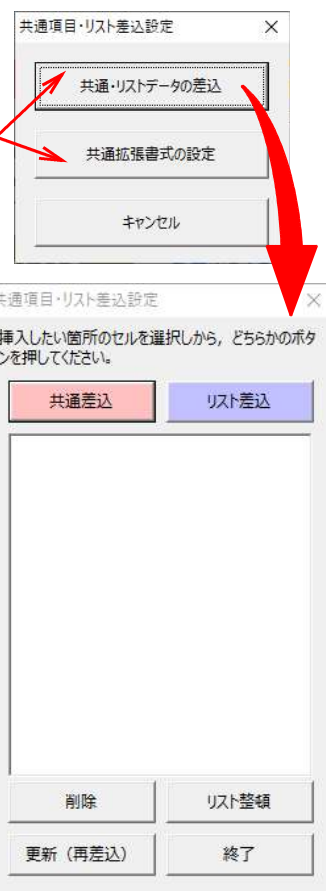 共通項目・リスト差込設定
共通・リストデータの差込
共通拡張書式の設定
キャンセル
共通項目・リスト差込設定
挿入したい箇所のセルを選択しから，どちらかのボタ
ンを押してください。
共通差込
リスト差込
削除
リスト整頓
更新（再差込）
終了